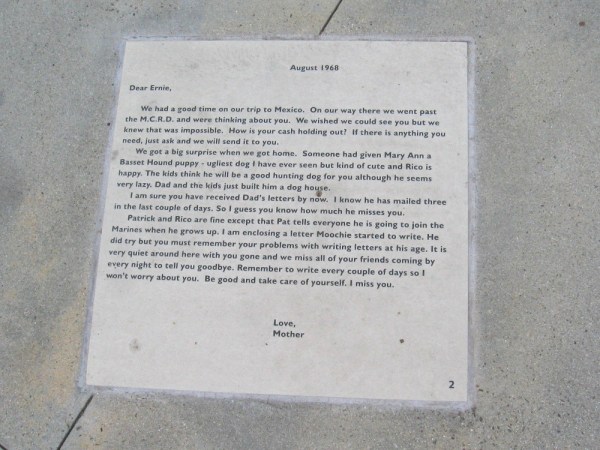 August 1968
Dear Ernie,
We had a good time on our trip to Mexico. On our way there we went past
the M.C.R.D. and were thinking about you. We wished we could see you but we
knew that was impossible. How is your cash holding out? If there is anything you
need, just ask and we will send it to you.
We got a big surprise when we got home. Someone had given Mary Ann a
Basset Hound puppy - ugliest dog I have ever seen but kind of cute and Rico is
happy. The kids think he will be a good hunting dog for you although he seems
very lazy. Dad and the kids just built him a dog house.
I am sure you have received Dad's letters by now. I know he has mailed three
in the last couple of days. So I guess you know how much he misses you.
Patrick and Rico are fine except that Pat tells everyone he is going to join the
Marines when he grows up. I am enclosing a letter Moochie started to write. He
did try but you must remember your problems with writing letters at his age. It is
very quiet around here with you gone and we miss all of your friends coming by
every night to tell you goodbye. Remember to write every couple of days so I
won't worry about you. Be good and take care of yourself. I miss you.
Love,
Mother
2